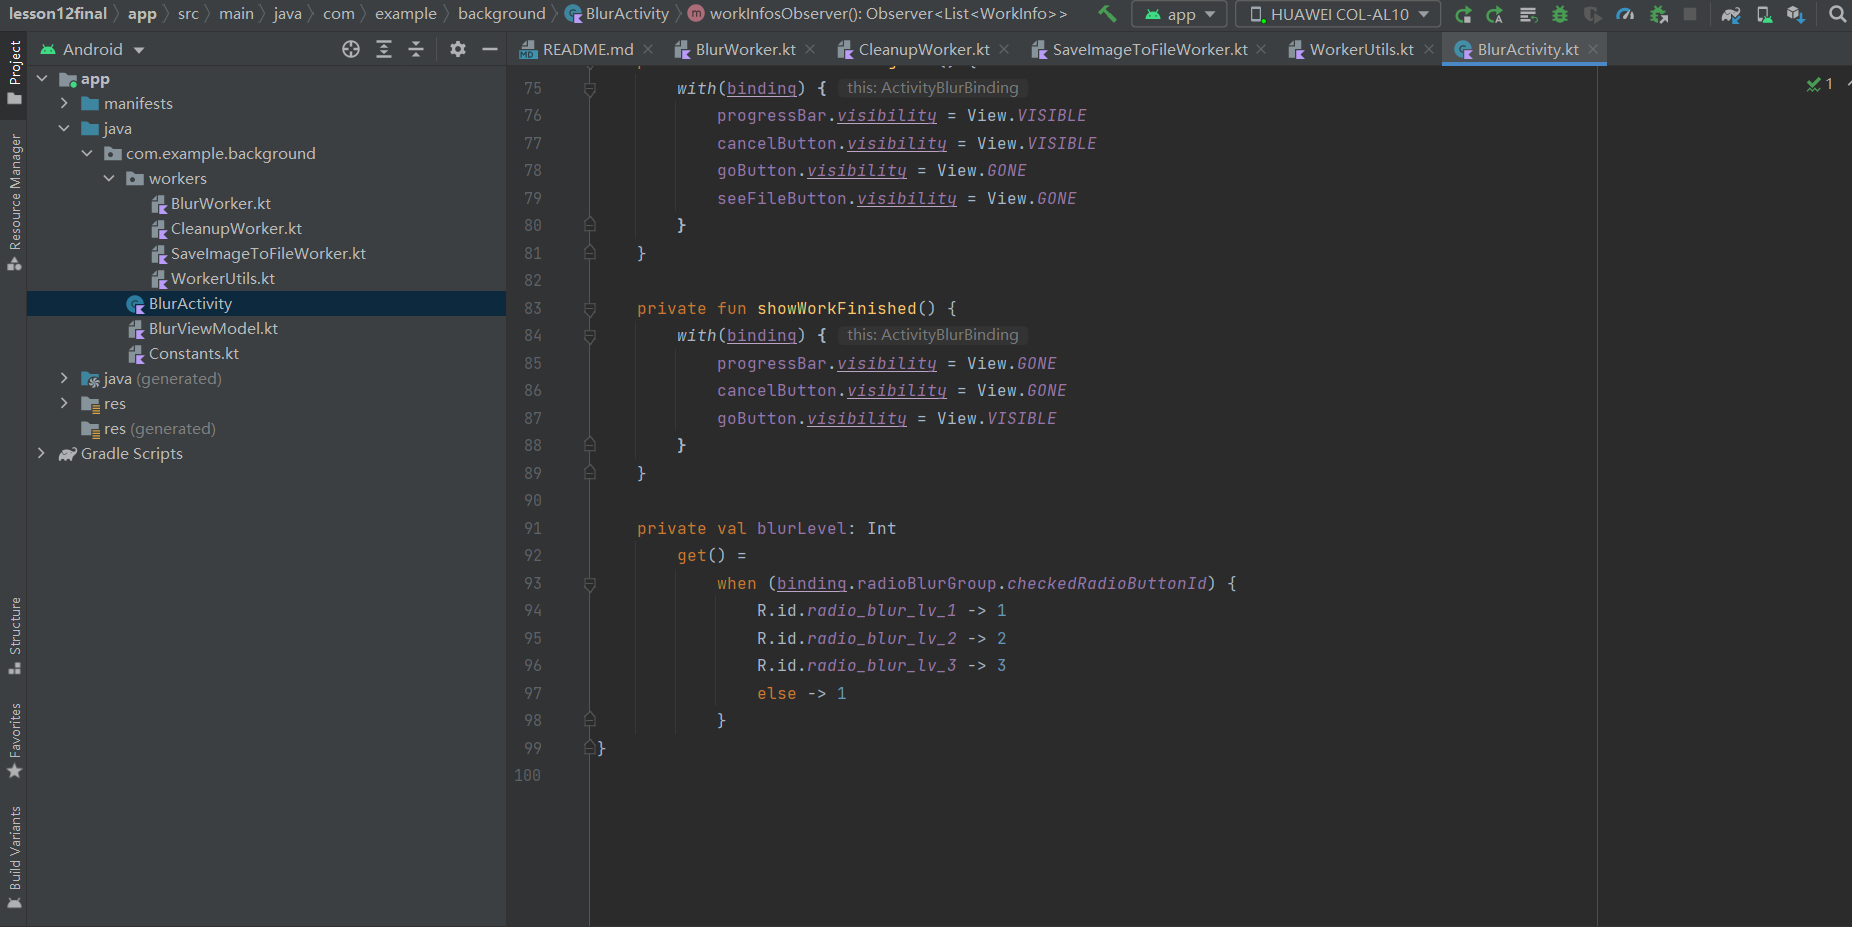 lesson12final app src main java com example background BlurActivity m workInfosObserver(): Observer<List<WorkInfo>> app HUAWEI COL-AL10
Android
README.md BlurWorker.kt CleanupWorker.kt SaveImageToFileWorker.kt WorkerUtils.kt BlurActivity.kt
Project
Resource Manager
Structure
Favorites
Build Variants
app
manifests
java
com.example.background
workers
BlurWorker.kt
CleanupWorker.kt
SaveImageToFileWorker.kt
WorkerUtils.kt
BlurActivity
BlurViewModel.kt
Constants.kt
java (generated)
res
res (generated)
Gradle Scripts
1
75 with(binding) { this: ActivityBlurBinding
76 progressBar.visibility = View.VISIBLE
77 cancelButton.visibility = View.VISIBLE
78 goButton.visibility = View.GONE
79 seeFileButton.visibility = View.GONE
80 }
81 }
82
83 private fun showWorkFinished() {
84 with(binding) { this: ActivityBlurBinding
85 progressBar.visibility = View.GONE
86 cancelButton.visibility = View.GONE
87 goButton.visibility = View.VISIBLE
88 }
89 }
90
91 private val blurLevel: Int
92 get() =
93 when (binding.radioBlurGroup.checkedRadioButtonId) {
94 R.id.radio_blur_lv_1 -> 1
95 R.id.radio_blur_lv_2 -> 2
96 R.id.radio_blur_lv_3 -> 3
97 else -> 1
98 }
99 }
100